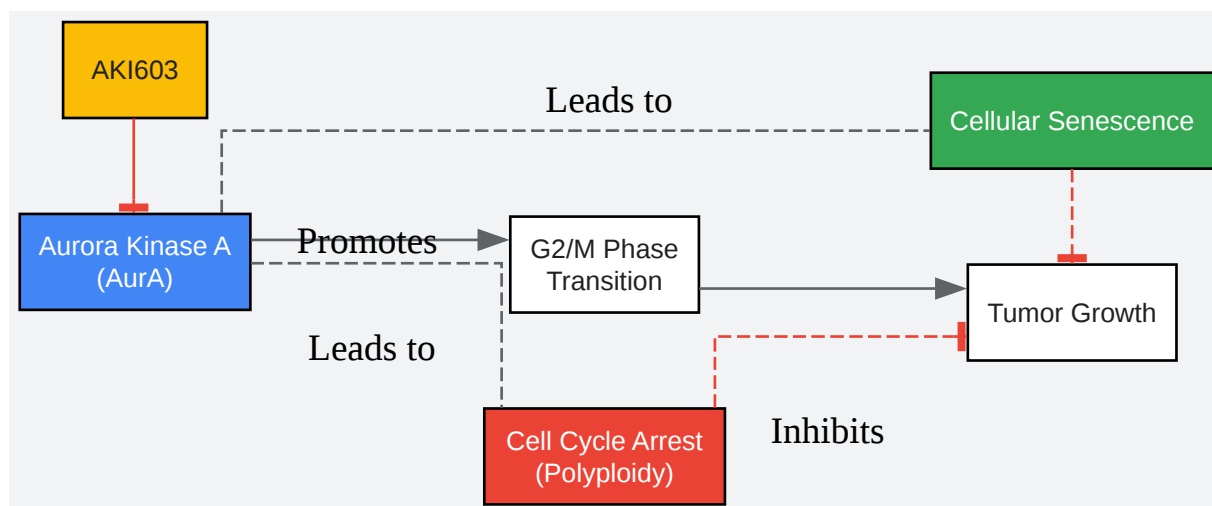 AKI603
Leads to
Cellular Senescence
Aurora Kinase A
(AurA)
Promotes
G2/M Phase
Transition
Tumor Growth
Leads to
Cell Cycle Arrest
(Polyploidy)
Inhibits